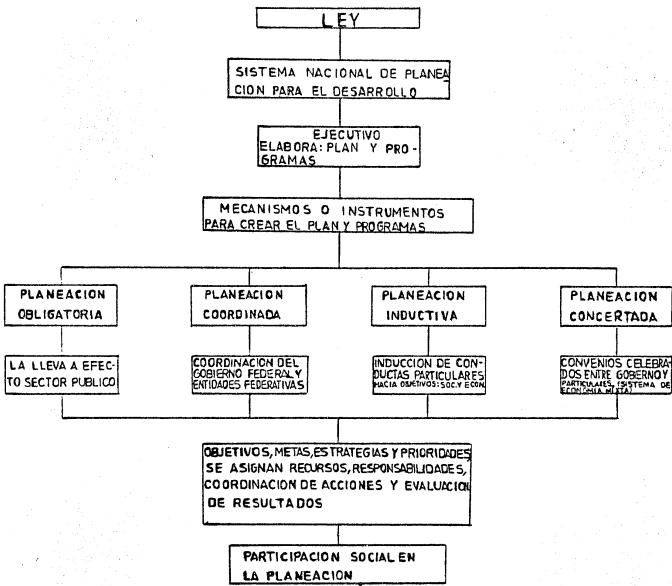 LEY
SISTEMA NACIONAL DE PLANEA
CION PARA EL DESARROLLO
EJECUTIVO
ELABORA: PLAN Y PRO-
GRAMAS
MECANISMOS O INSTRUMENTOS
PARA CREAR EL PLAN Y PROGRAMAS
PLANEACION
OBLIGATORIA
PLANEACION
COORDINADA
PLANEACION
INDUCTIVA
PLANEACION
CONCERTADA
LA LLEVA A EFEC-
TO SECTOR PUBLICO
COORDINACION DEL
GOBIERNO FEDERAL Y
ENTIDADES FEDERATIVAS
INDUCCION DE CON-
DUCTAS PARTICULARES
HACIA OBJETIVOS: SOC. Y ECON.
CONVENIOS CELEBRA-
DOS ENTRE GOBERNO Y
PARTICULARES, (SISTEMA DE
ECONOMIA MIXTA)
OBJETIVOS, METAS, ESTRATEGIAS Y PRIORIDADES,
SE ASIGNAN RECURSOS, RESPONSABILIDADES,
COORDINACION DE ACCIONES Y EVALUACION
DE RESULTADOS
PARTICIPACION SOCIAL EN
LA PLANEACION